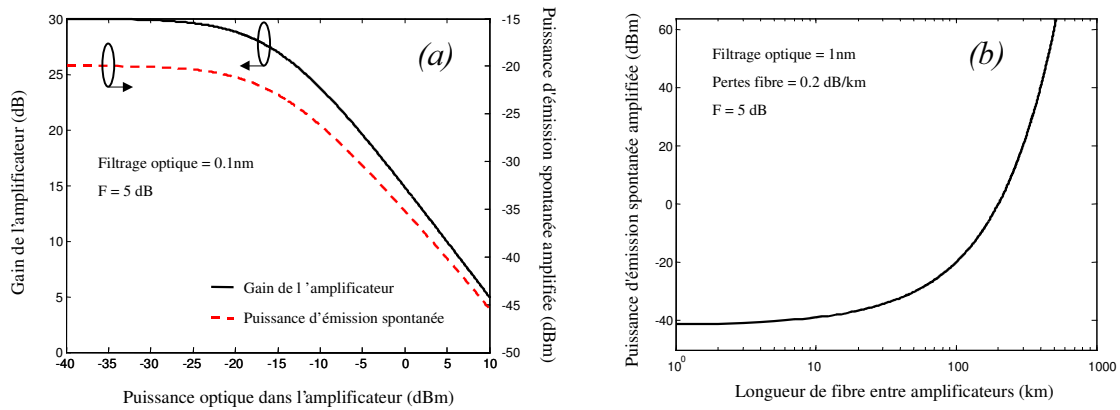 30
25
20
15
10
5
0
Gain de l'amplificateur (dB)
-40
-35
-30
-25
-20
-15
-10
-5
0
5
10
Puissance optique dans l'amplificateur (dBm)
-15
-20
-25
-30
-35
-40
-45
-50
Puissance d'émission spontanée
amplifiée (dBm)
(a)
Filtrage optique = 0.1nm
F = 5 dB
Gain de l 'amplificateur
Puissance d'émission spontanée
60
40
20
0
-20
-40
Puissance d'émission spontanée amplifiée (dBm)
10⁰
10
100
1000
Longueur de fibre entre amplificateurs (km)
(b)
Filtrage optique = 1nm
Pertes fibre = 0.2 dB/km
F = 5 dB